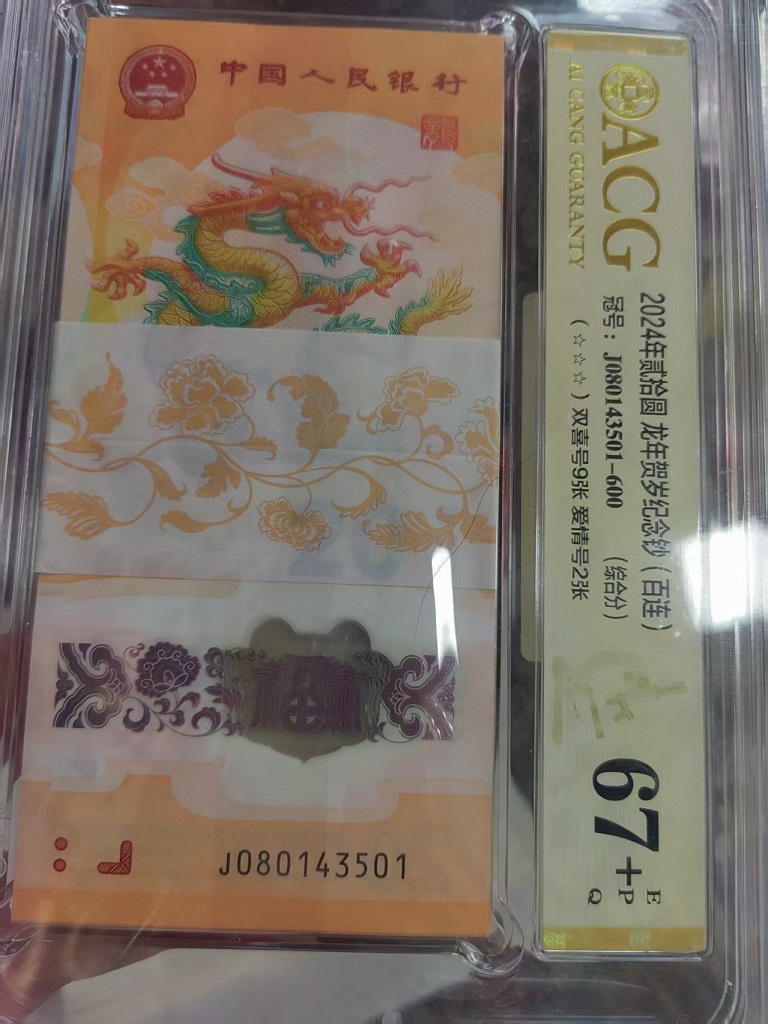 中国人民银行
J080143501
ACG
AI CANG GUARANTY
2024年贰拾圆 龙年贺岁纪念钞（百连）
冠号：J080143501-600 （综合分）
（☆☆☆）双喜号9张 爱情号2张
67+
E
P
Q